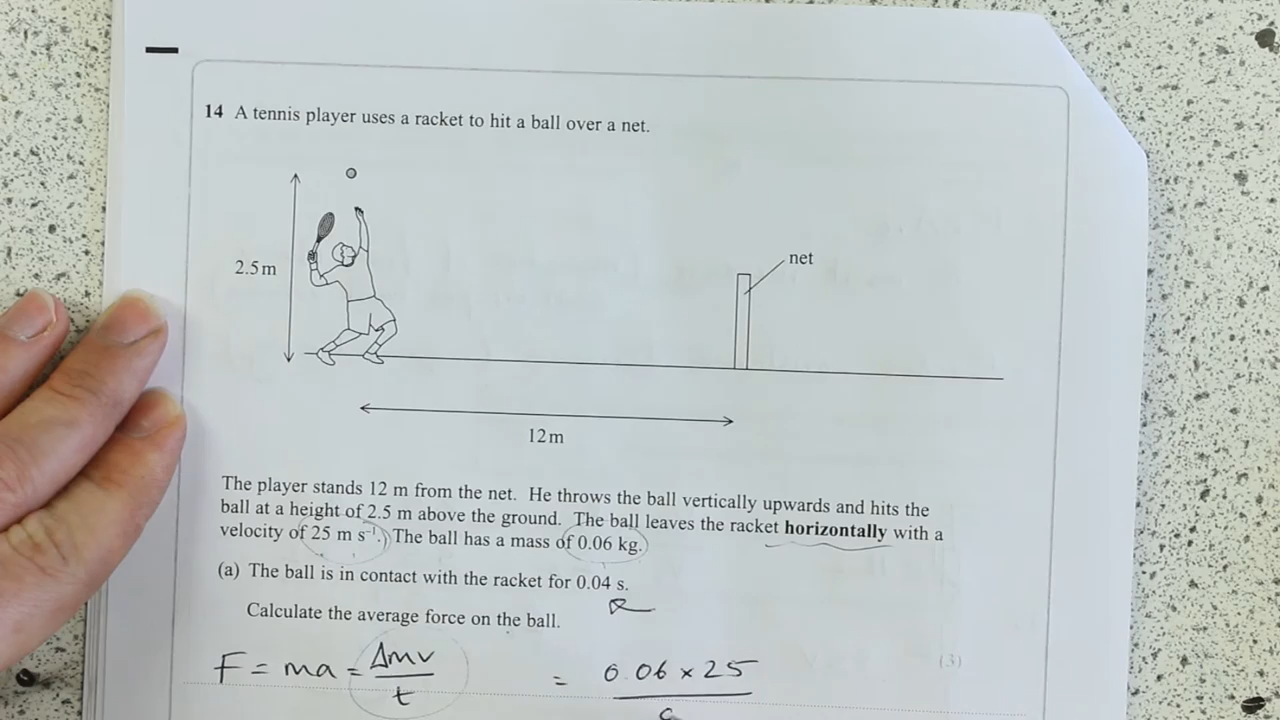 14 A tennis player uses a racket to hit a ball over a net.
2.5 m
net
12 m
The player stands 12 m from the net. He throws the ball vertically upwards and hits the
ball at a height of 2.5 m above the ground. The ball leaves the racket horizontally with a
velocity of 25 m s⁻¹. The ball has a mass of 0.06 kg.
(a) The ball is in contact with the racket for 0.04 s.
Calculate the average force on the ball.
(3)
F = ma = Δmv / t = 0.06 × 25